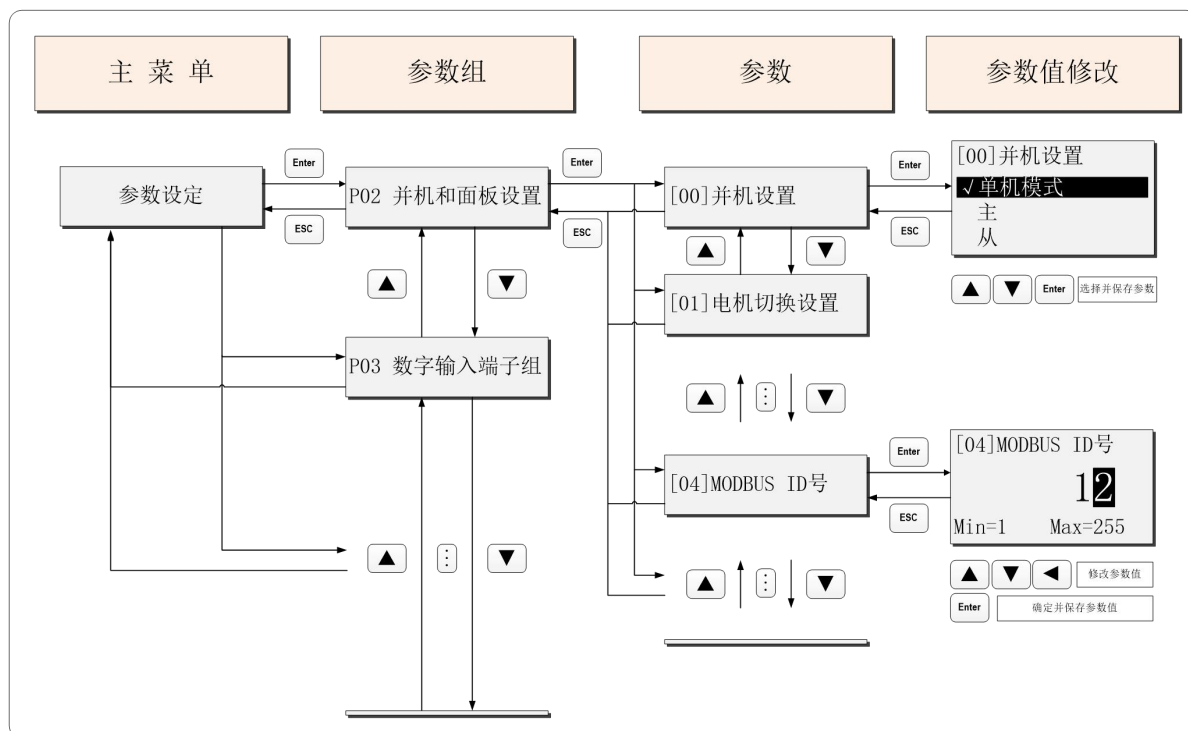 主 菜 单
参数组
参数
参数值修改
参数设定
Enter
ESC
P02 并机和面板设置
Enter
ESC
[00]并机设置
Enter
ESC
[00]并机设置
√单机模式
主
从
▲ ▼ Enter 选择并保存参数
▲ ▼
▲ ▼
[01]电机切换设置
P03 数字输入端子组
▲ ⋮ ▼
[04]MODBUS ID号
Enter
ESC
[04]MODBUS ID号
12
Min=1 Max=255
▲ ⋮ ▼
▲ ⋮ ▼
▲ ▼ ◀ 修改参数值
Enter 确定并保存参数值